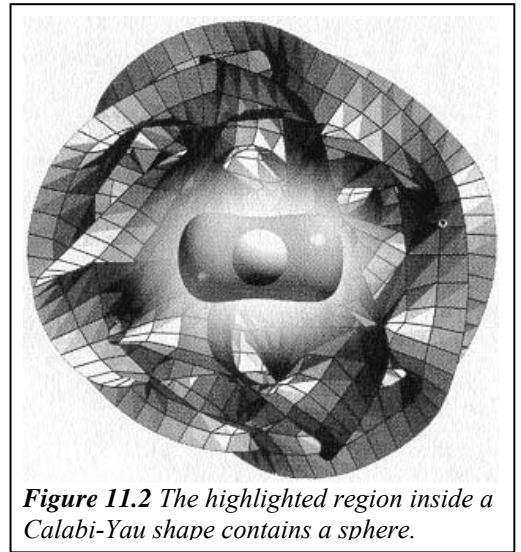 Figure 11.2 The highlighted region inside a
Calabi-Yau shape contains a sphere.